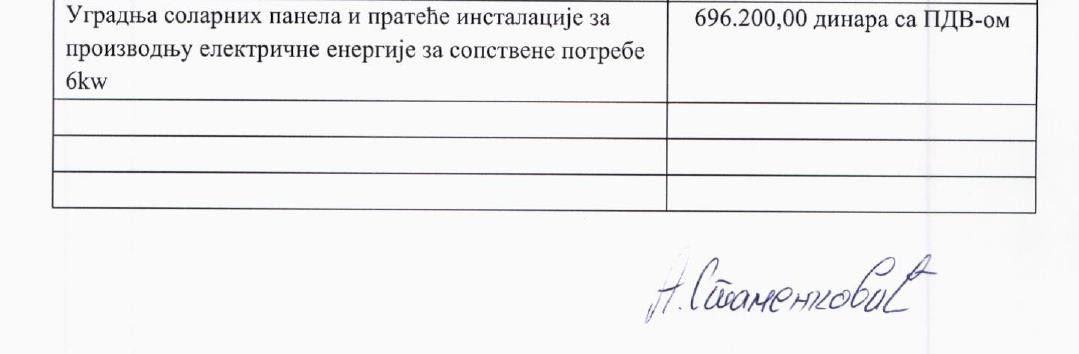 Уградња соларних панела и пратеће инсталације за
производњу електричне енергије за сопствене потребе
6kw
696.200,00 динара са ПДВ-ом
А. Стаменковић